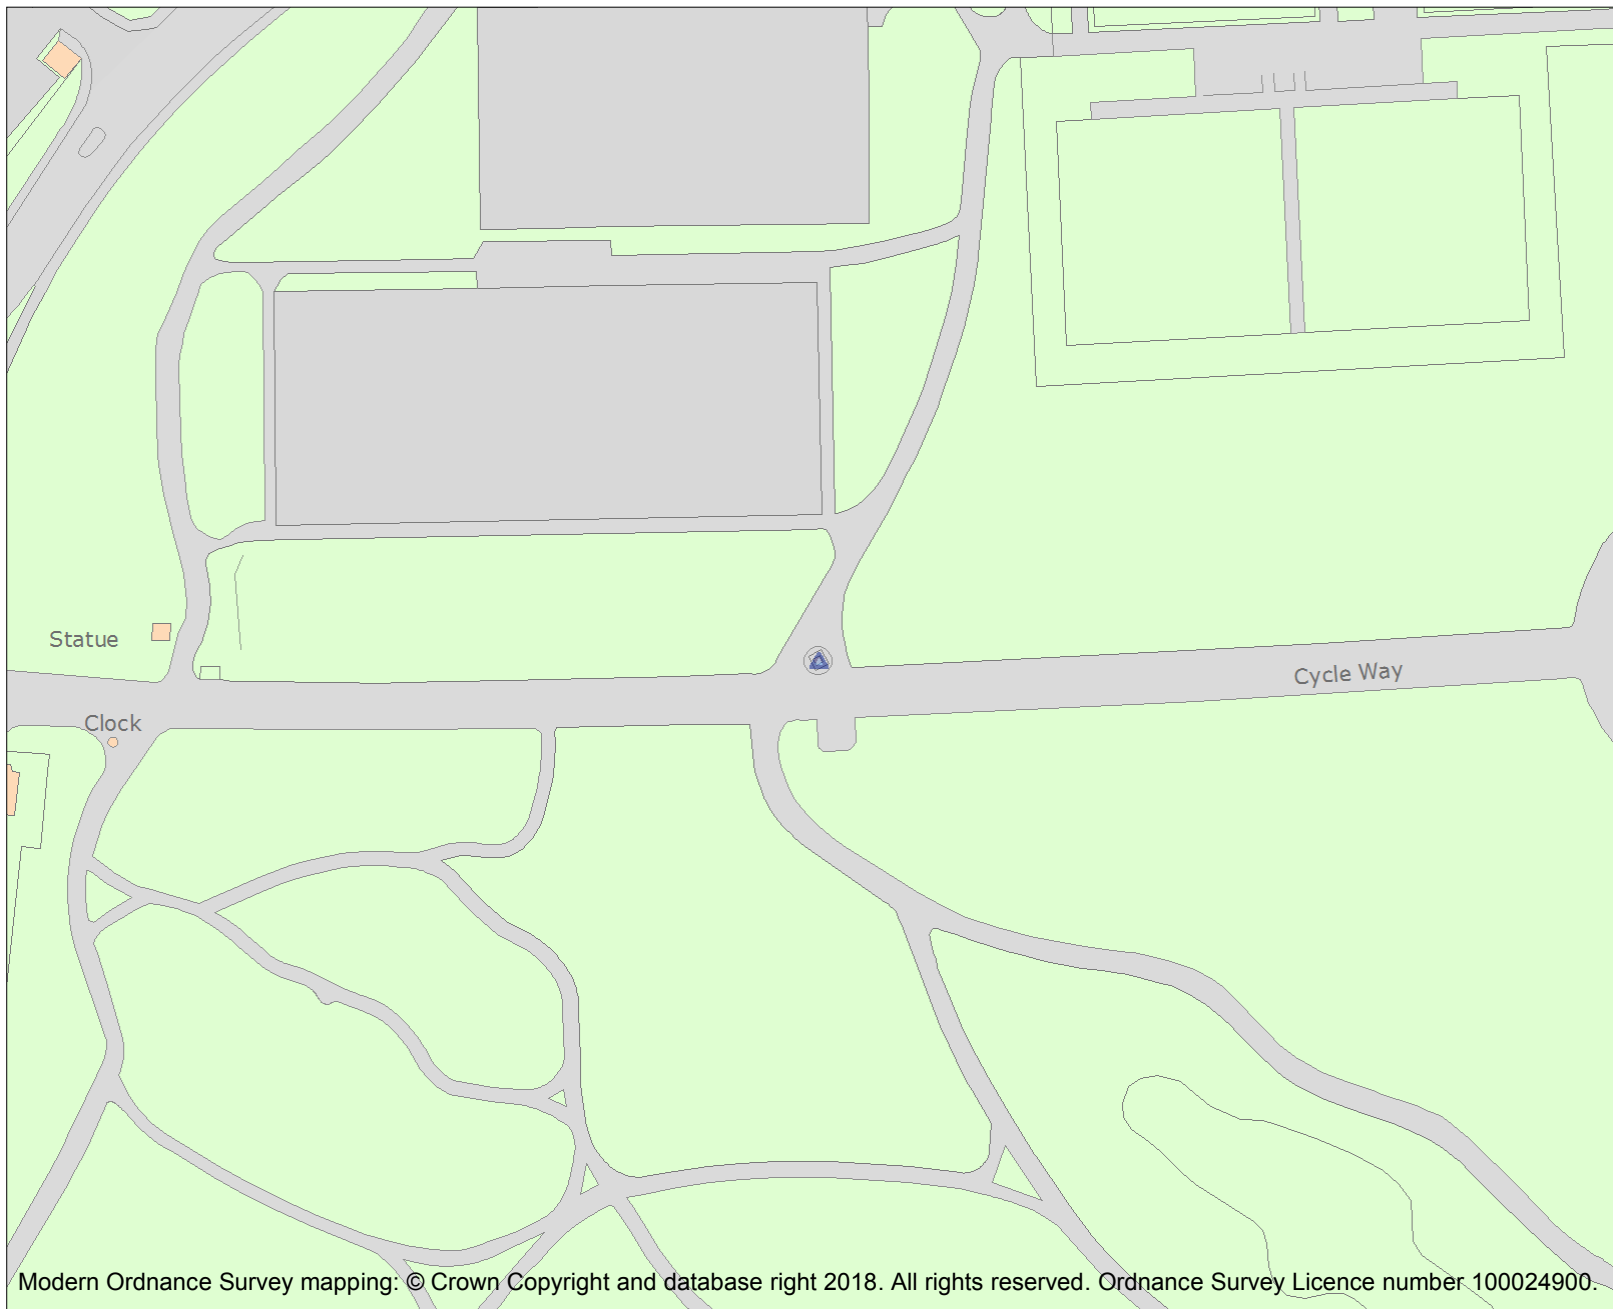 Statue
Cycle Way
Clock
Modern Ordnance Survey mapping: © Crown Copyright and database right 2018. All rights reserved. Ordnance Survey Licence number 100024900.